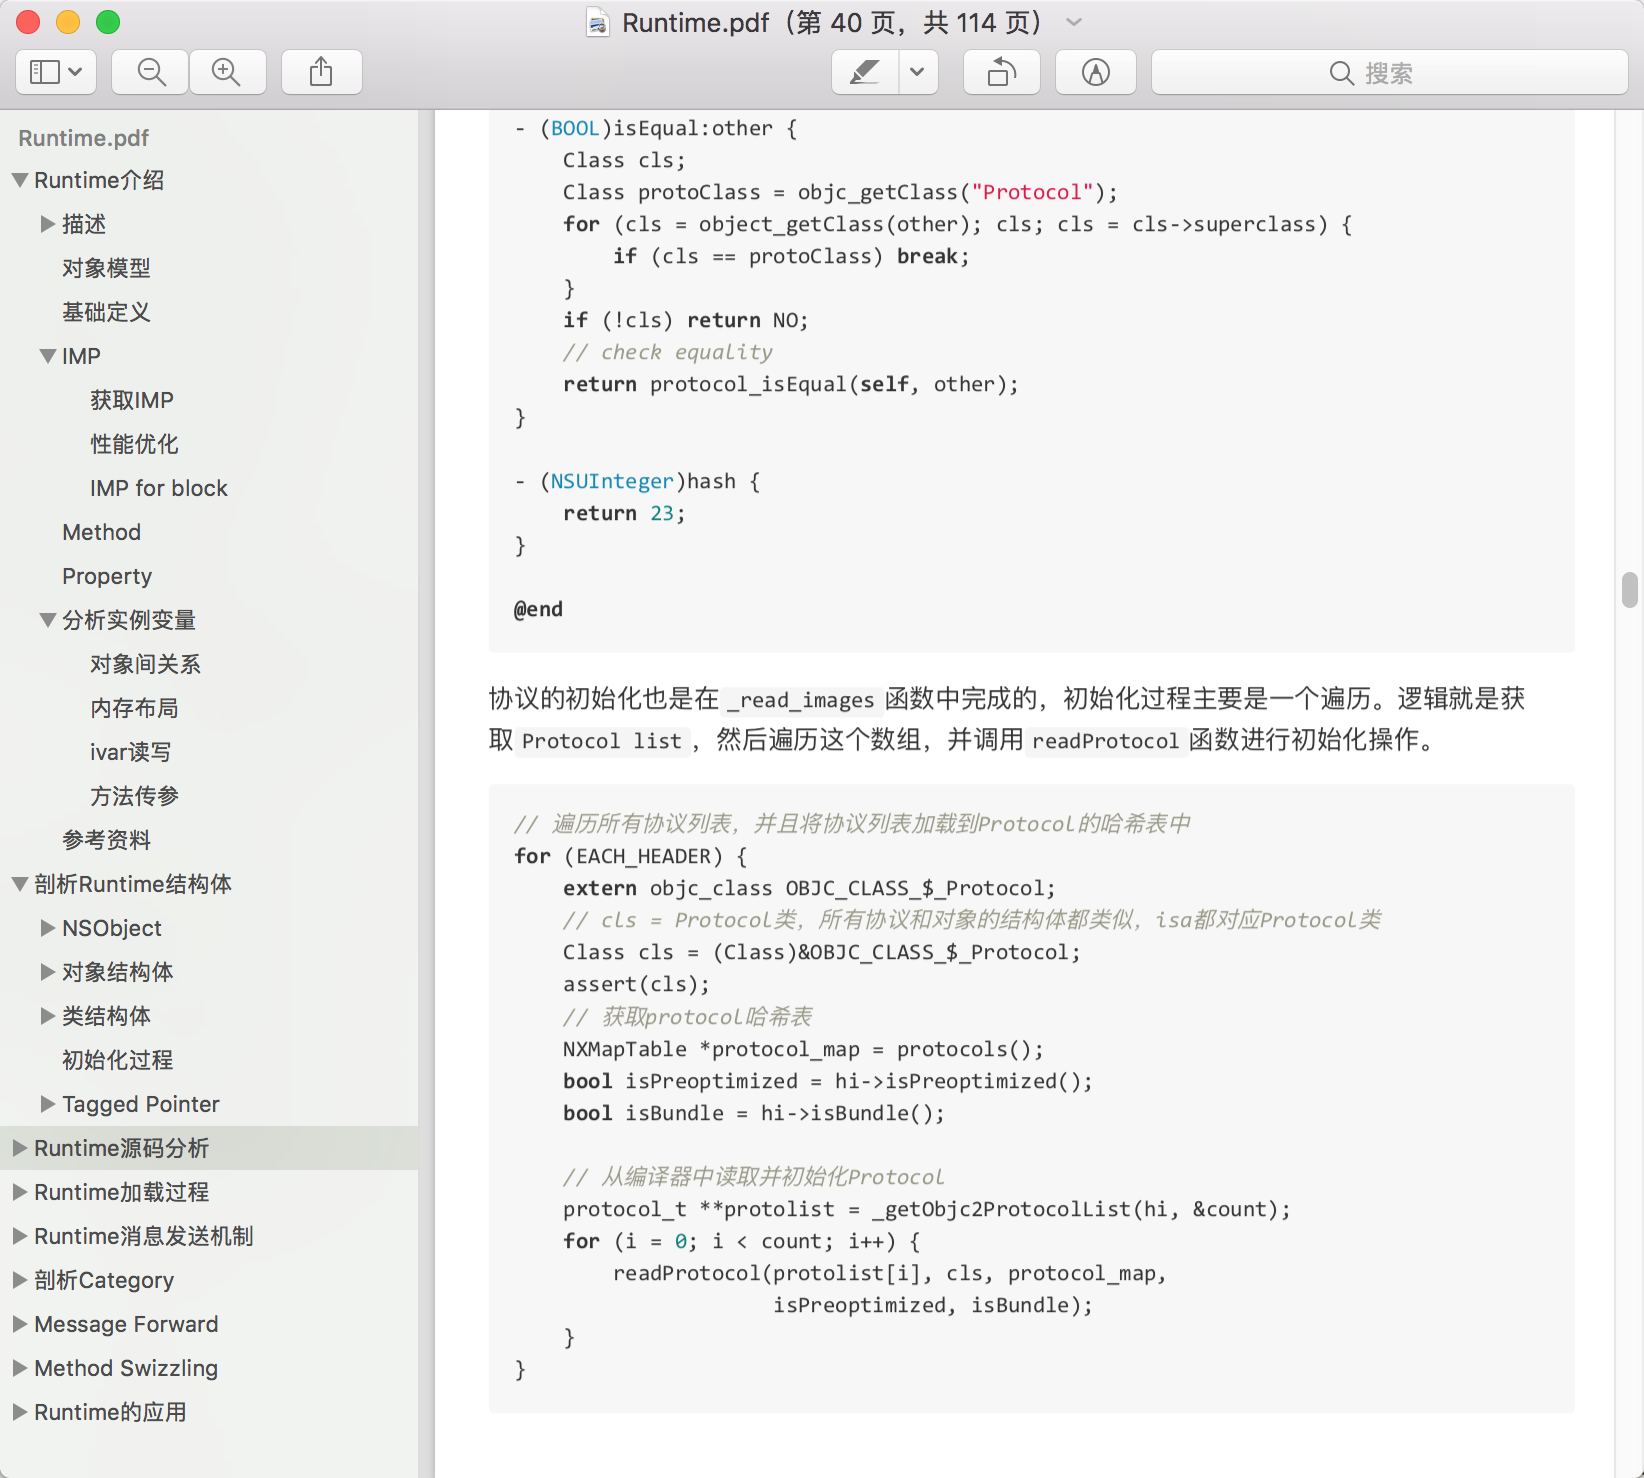 Runtime.pdf（第 40 页，共 114 页）
搜索
Runtime.pdf
Runtime介绍
描述
对象模型
基础定义
IMP
获取IMP
性能优化
IMP for block
Method
Property
分析实例变量
对象间关系
内存布局
ivar读写
方法传参
参考资料
剖析Runtime结构体
NSObject
对象结构体
类结构体
初始化过程
Tagged Pointer
Runtime源码分析
Runtime加载过程
Runtime消息发送机制
剖析Category
Message Forward
Method Swizzling
Runtime的应用
- (BOOL)isEqual:other {
    Class cls;
    Class protoClass = objc_getClass("Protocol");
    for (cls = object_getClass(other); cls; cls = cls->superclass) {
        if (cls == protoClass) break;
    }
    if (!cls) return NO;
    // check equality
    return protocol_isEqual(self, other);
}
- (NSUInteger)hash {
    return 23;
}
@end
协议的初始化也是在 _read_images 函数中完成的，初始化过程主要是一个遍历。逻辑就是获
取 Protocol list ，然后遍历这个数组，并调用 readProtocol 函数进行初始化操作。
// 遍历所有协议列表，并且将协议列表加载到Protocol的哈希表中
for (EACH_HEADER) {
    extern objc_class OBJC_CLASS_$_Protocol;
    // cls = Protocol类，所有协议和对象的结构体都类似，isa都对应Protocol类
    Class cls = (Class)&OBJC_CLASS_$_Protocol;
    assert(cls);
    // 获取protocol哈希表
    NXMapTable *protocol_map = protocols();
    bool isPreoptimized = hi->isPreoptimized();
    bool isBundle = hi->isBundle();
    // 从编译器中读取并初始化Protocol
    protocol_t **protolist = _getObjc2ProtocolList(hi, &count);
    for (i = 0; i < count; i++) {
        readProtocol(protolist[i], cls, protocol_map,
                     isPreoptimized, isBundle);
    }
}